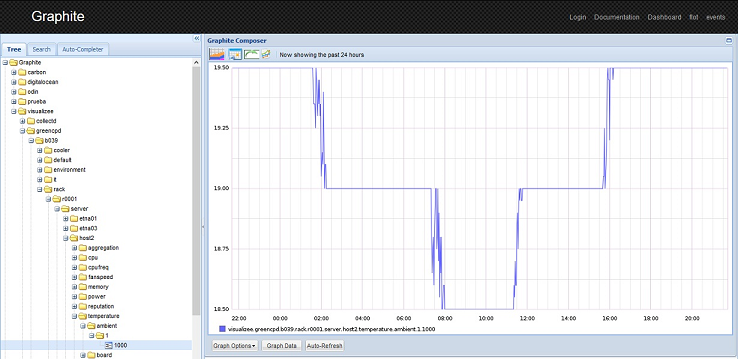 Graphite
Login Documentation Dashboard flot events
Tree Search Auto-Completer
Graphite
carbon
digitalocean
odin
prueba
visualizee
collectd
greencpd
b039
cooler
default
environment
it
rack
r0001
server
etna01
etna03
host2
aggregation
cpu
cpufreq
fanspeed
memory
power
reputation
temperature
ambient
1
1000
board
Graphite Composer
Now showing the past 24 hours
19.50
19.25
19.00
18.75
18.50
22:00 00:00 02:00 04:00 06:00 08:00 10:00 12:00 14:00 16:00 18:00 20:00
visualizee.greencpd.b039.rack.r0001.server.host2.temperature.ambient.1.1000
Graph Options Graph Data Auto-Refresh